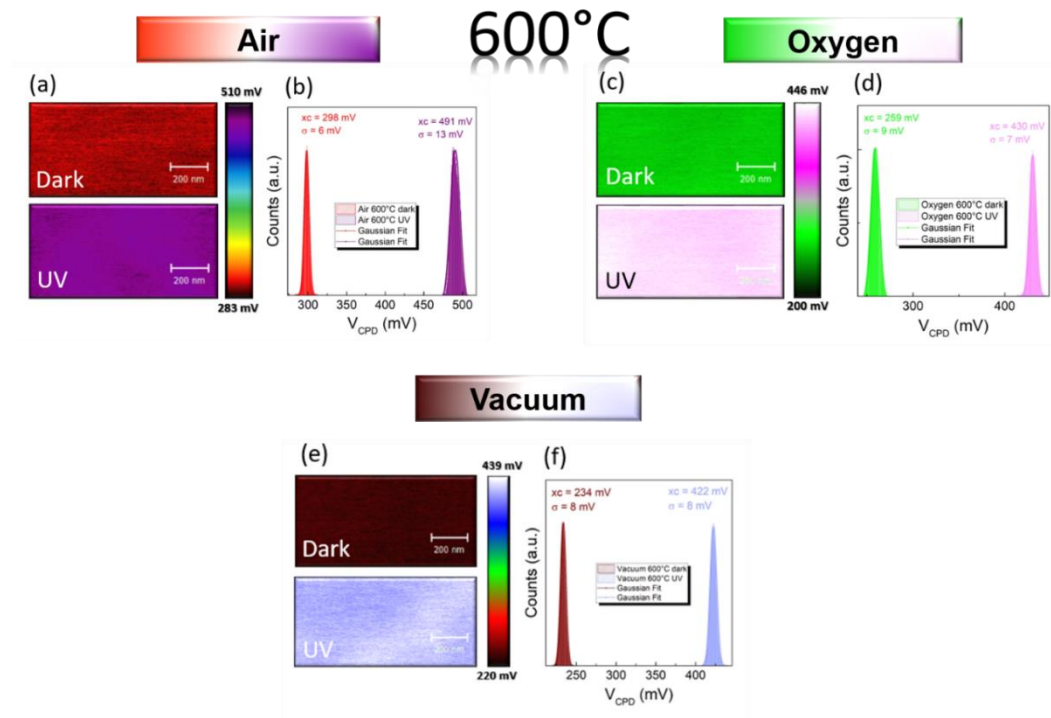 Air
600°C
Oxygen
(a)
510 mV
Dark
200 nm
UV
200 nm
283 mV
(b)
xc = 298 mV
σ = 6 mV
xc = 491 mV
σ = 13 mV
Counts (a.u.)
Air 600°C dark
Air 600°C UV
Gaussian Fit
Gaussian Fit
300 350 400 450 500
V_CPD (mV)
(c)
446 mV
Dark
200 nm
UV
200 nm
200 mV
(d)
xc = 259 mV
σ = 9 mV
xc = 430 mV
σ = 7 mV
Counts (a.u.)
Oxygen 600°C dark
Oxygen 600°C UV
Gaussian Fit
Gaussian Fit
300 400
V_CPD (mV)
Vacuum
(e)
439 mV
Dark
200 nm
UV
200 nm
220 mV
(f)
xc = 234 mV
σ = 8 mV
xc = 422 mV
σ = 8 mV
Counts (a.u.)
Vacuum 600°C dark
Vacuum 600°C UV
Gaussian Fit
Gaussian Fit
250 300 350 400
V_CPD (mV)